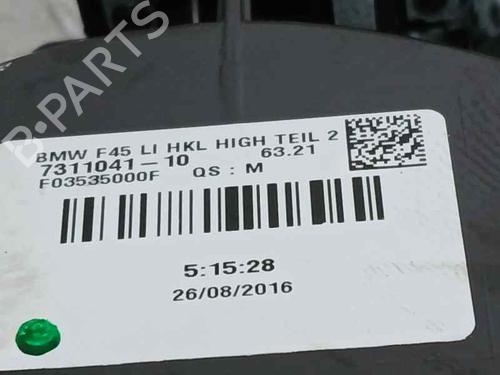 BMW F45 LI HKL HIGH TEIL 2
7311041-10 63.21
F03535000F QS : M
5:15:28
26/08/2016
B-PARTS